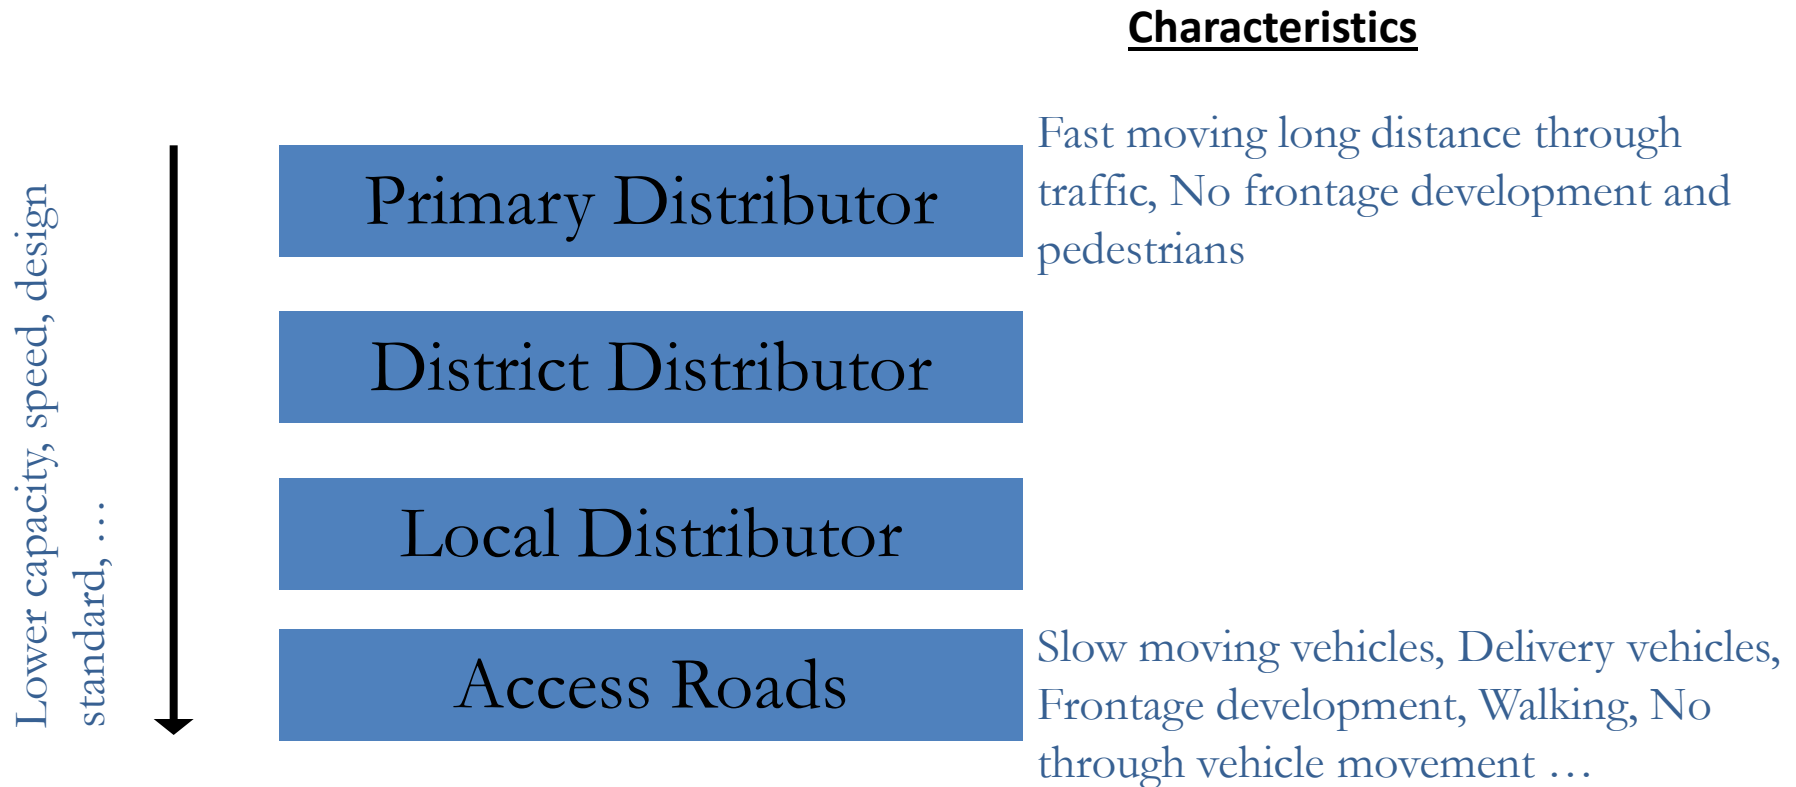 Characteristics
Lower capacity, speed, design
standard, …
Primary Distributor
Fast moving long distance through
traffic, No frontage development and
pedestrians
District Distributor
Local Distributor
Access Roads
Slow moving vehicles, Delivery vehicles,
Frontage development, Walking, No
through vehicle movement …